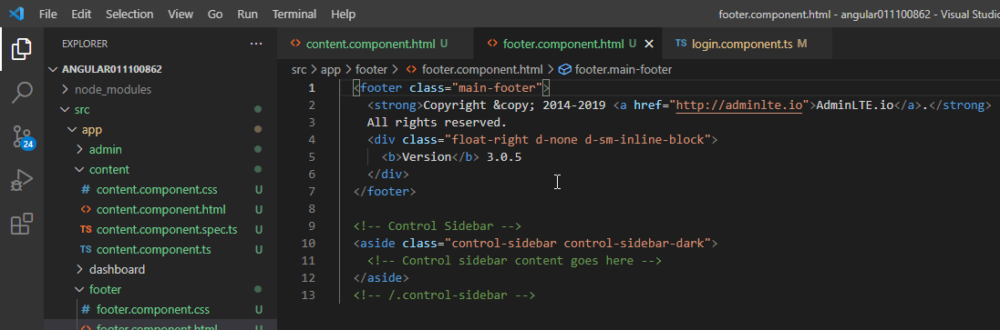 File Edit Selection View Go Run Terminal Help footer.component.html - angular011100862 - Visual Studio
EXPLORER ...
content.component.html U footer.component.html U × TS login.component.ts M
ANGULAR011100862
src > app > footer > <> footer.component.html > footer.main-footer
node_modules
src
app
admin
content
# content.component.css U
<> content.component.html U
TS content.component.spec.ts U
TS content.component.ts U
dashboard
footer
# footer.component.css U
<> footer.component.html U
24
1 <footer class="main-footer">
2 <strong>Copyright &copy; 2014-2019 <a href="http://adminlte.io">AdminLTE.io</a>.</strong>
3 All rights reserved.
4 <div class="float-right d-none d-sm-inline-block">
5 <b>Version</b> 3.0.5
6 </div>
7 </footer>
8
9 <!-- Control Sidebar -->
10 <aside class="control-sidebar control-sidebar-dark">
11 <!-- Control sidebar content goes here -->
12 </aside>
13 <!-- /.control-sidebar -->